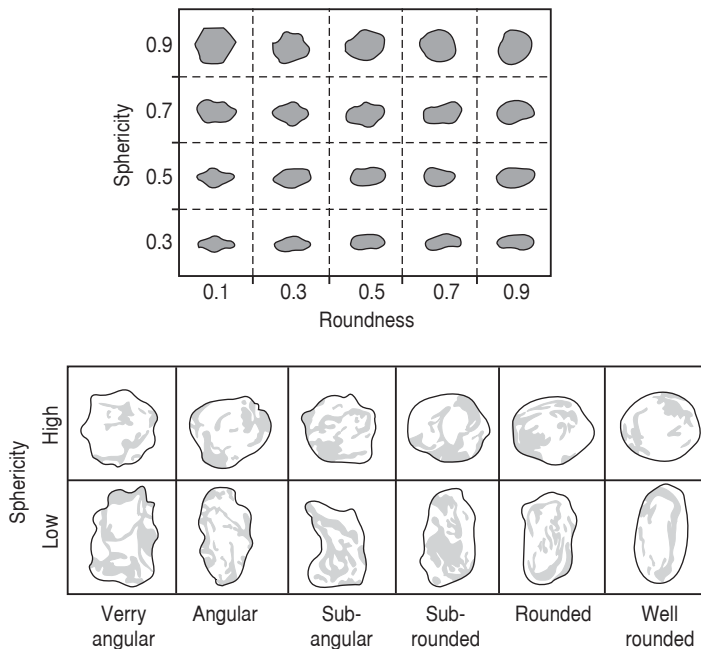 0.9
0.7
0.5
0.3
Sphericity
0.1 0.3 0.5 0.7 0.9
Roundness
Sphericity
High
Low
Verry angular
Angular
Sub-angular
Sub-rounded
Rounded
Well rounded